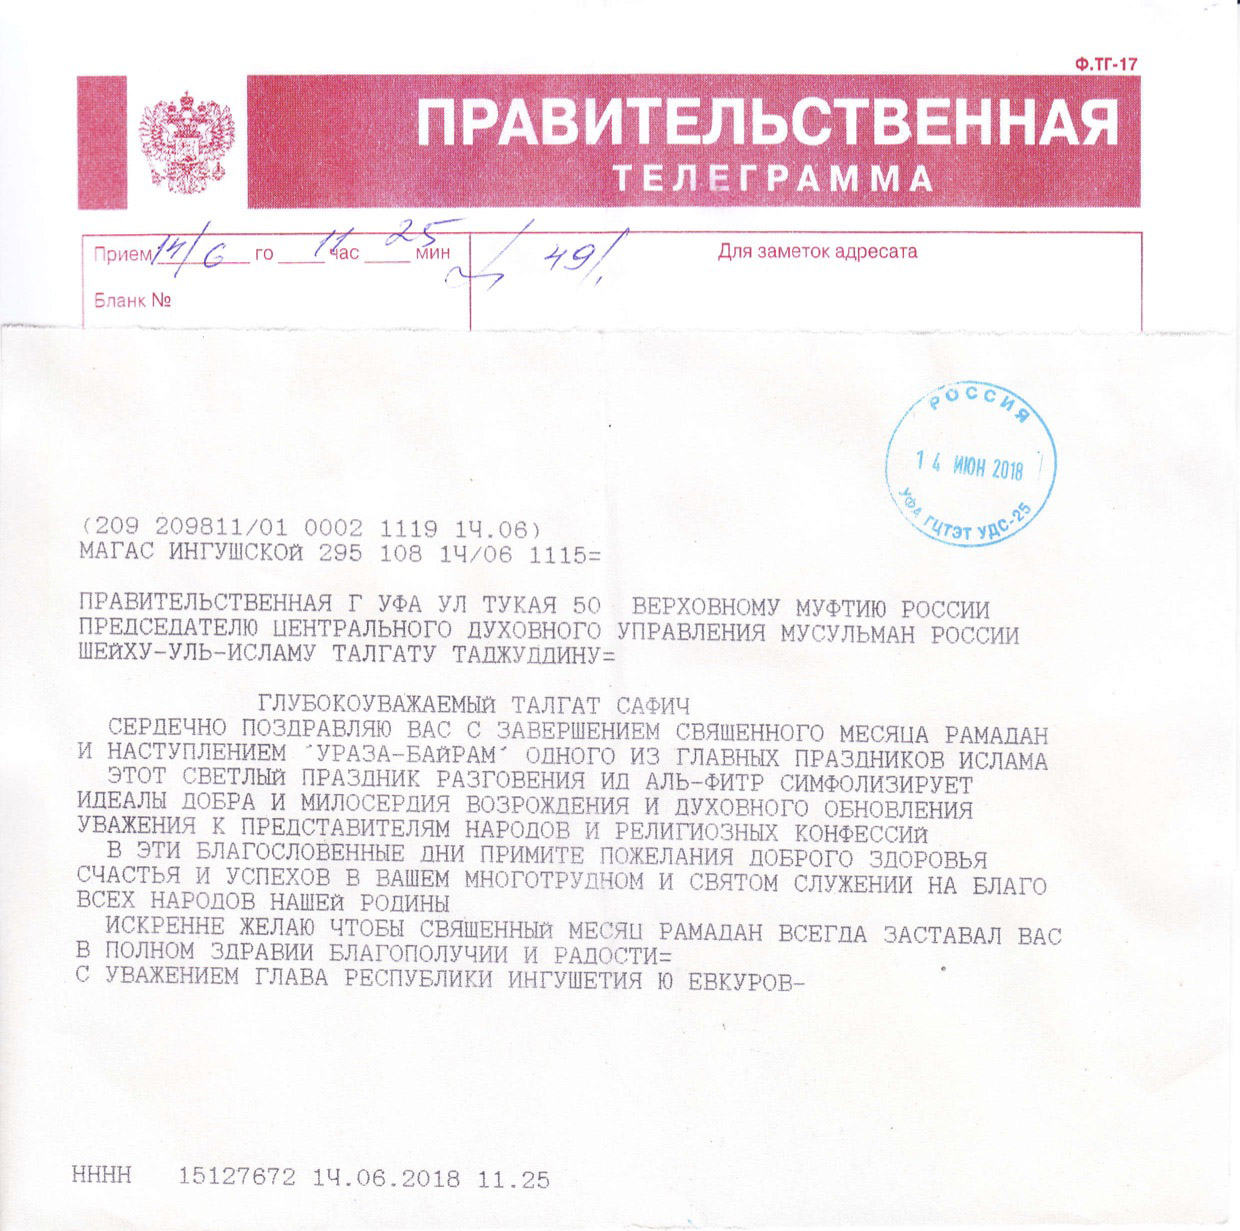 Ф.ТГ-17
ПРАВИТЕЛЬСТВЕННАЯ
ТЕЛЕГРАММА
Прием 14/6 го 11 час 25 мин
49/.
Для заметок адресата
Бланк №
РОССИЯ
14 ИЮН 2018
УФА ГЦТЭТ УДС-25
(209 209811/01 0002 1119 14.06)
МАГАС ИНГУШСКОЙ 295 108 14/06 1115=
ПРАВИТЕЛЬСТВЕННАЯ Г УФА УЛ ТУКАЯ 50 ВЕРХОВНОМУ МУФТИЮ РОССИИ
ПРЕДСЕДАТЕЛЮ ЦЕНТРАЛЬНОГО ДУХОВНОГО УПРАВЛЕНИЯ МУСУЛЬМАН РОССИИ
ШЕЙХУ-УЛЬ-ИСЛАМУ ТАЛГАТУ ТАДЖУДДИНУ=
ГЛУБОКОУВАЖАЕМЫЙ ТАЛГАТ САФИЧ
СЕРДЕЧНО ПОЗДРАВЛЯЮ ВАС С ЗАВЕРШЕНИЕМ СВЯШЕННОГО МЕСЯЦА РАМАДАН
И НАСТУПЛЕНИЕМ 'УРАЗА-БАЙРАМ' ОДНОГО ИЗ ГЛАВНЫХ ПРАЗДНИКОВ ИСЛАМА
ЭТОТ СВЕТЛЫЙ ПРАЗДНИК РАЗГОВЕНИЯ ИД АЛЬ-ФИТР СИМФОЛИЗИРУЕТ
ИДЕАЛЫ ДОБРА И МИЛОСЕРДИЯ ВОЗРОЖДЕНИЯ И ДУХОВНОГО ОБНОВЛЕНИЯ
УВАЖЕНИЯ К ПРЕДСТАВИТЕЛЯМ НАРОДОВ И РЕЛИГИОЗНЫХ КОНФЕССИЙ
В ЭТИ БЛАГОСЛОВЕННЫЕ ДНИ ПРИМИТЕ ПОЖЕЛАНИЯ ДОБРОГО ЗДОРОВЬЯ
СЧАСТЬЯ И УСПЕХОВ В ВАШЕМ МНОГОТРУДНОМ И СВЯТОМ СЛУЖЕНИИ НА БЛАГО
ВСЕХ НАРОДОВ НАШЕЙ РОДИНЫ
ИСКРЕННЕ ЖЕЛАЮ ЧТОБЫ СВЯШЕННЫЙ МЕСЯЦ РАМАДАН ВСЕГДА ЗАСТАВАЛ ВАС
В ПОЛНОМ ЗДРАВИИ БЛАГОПОЛУЧИИ И РАДОСТИ=
С УВАЖЕНИЕМ ГЛАВА РЕСПУБЛИКИ ИНГУШЕТИЯ Ю ЕВКУРОВ-
НННН 15127672 14.06.2018 11.25